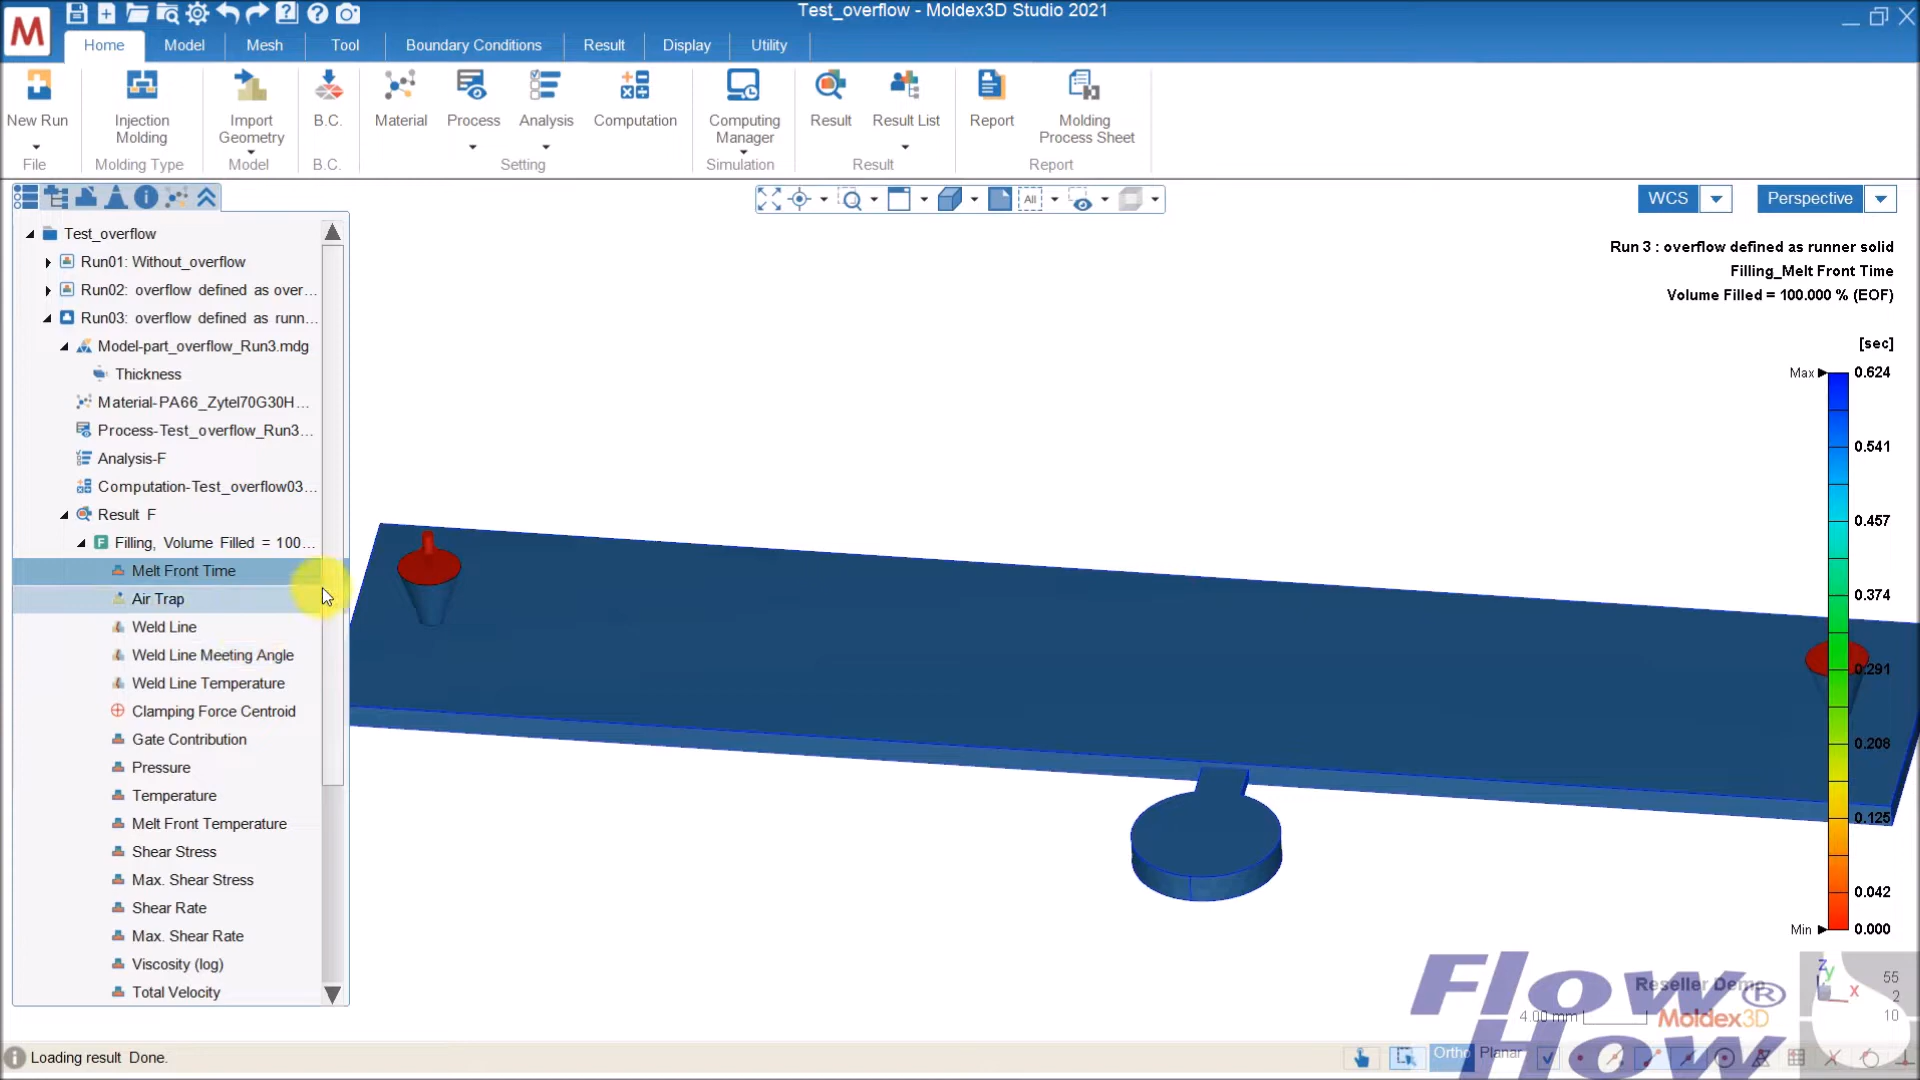 Test_overflow - Moldex3D Studio 2021
M
Home
Model
Mesh
Tool
Boundary Conditions
Result
Display
Utility
New Run
Injection
Molding
Import
Geometry
B.C.
Material
Process
Analysis
Computation
Computing
Manager
Result
Result List
Report
Molding
Process Sheet
File
Molding Type
Model
B.C.
Setting
Simulation
Result
Report
All
WCS
Perspective
Test_overflow
Run01: Without_overflow
Run02: overflow defined as over...
Run03: overflow defined as runn...
Model-part_overflow_Run3.mdg
Thickness
Material-PA66_Zytel70G30H...
Process-Test_overflow_Run3...
Analysis-F
Computation-Test_overflow03...
Result F
F Filling, Volume Filled = 100...
Melt Front Time
Air Trap
Weld Line
Weld Line Meeting Angle
Weld Line Temperature
Clamping Force Centroid
Gate Contribution
Pressure
Temperature
Melt Front Temperature
Shear Stress
Max. Shear Stress
Shear Rate
Max. Shear Rate
Viscosity (log)
Total Velocity
Run 3 : overflow defined as runner solid
Filling_Melt Front Time
Volume Filled = 100.000 % (EOF)
[sec]
Max 0.624
0.541
0.457
0.374
0.291
0.208
0.125
0.042
Min 0.000
Flow®
How
Reseller Demo
Moldex3D
4.00 mm
Z
Y
X
55
2
10
Loading result Done.
Ortho
Planar